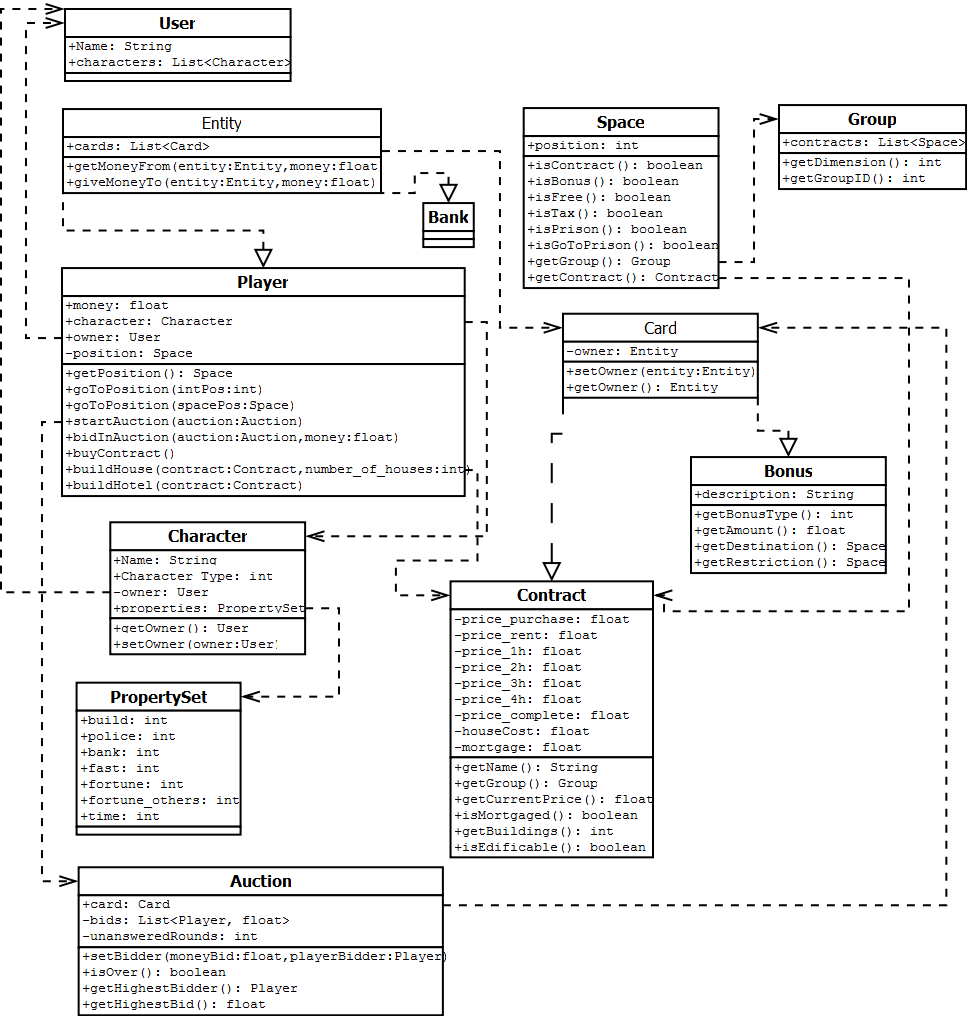 User
+Name: String
+characters: List<Character>
Entity
+cards: List<Card>
+getMoneyFrom(entity:Entity,money:float
+giveMoneyTo(entity:Entity,money:float)
Bank
Space
+position: int
+isContract(): boolean
+isBonus(): boolean
+isFree(): boolean
+isTax(): boolean
+isPrison(): boolean
+isGoToPrison(): boolean
+getGroup(): Group
+getContract(): Contract
Group
+contracts: List<Space>
+getDimension(): int
+getGroupID(): int
Player
+money: float
+character: Character
+owner: User
-position: Space
+getPosition(): Space
+goToPosition(intPos:int)
+goToPosition(spacePos:Space)
+startAuction(auction:Auction)
+bidInAuction(auction:Auction,money:float)
+buyContract()
+buildHouse(contract:Contract,number_of_houses:int)
+buildHotel(contract:Contract)
Card
-owner: Entity
+setOwner(entity:Entity)
+getOwner(): Entity
Bonus
+description: String
+getBonusType(): int
+getAmount(): float
+getDestination(): Space
+getRestriction(): Space
Character
+Name: String
+Character Type: int
-owner: User
+properties: PropertySet
+getOwner(): User
+setOwner(owner:User)
Contract
-price_purchase: float
-price_rent: float
-price_1h: float
-price_2h: float
-price_3h: float
-price_4h: float
-price_complete: float
-houseCost: float
-mortgage: float
+getName(): String
+getGroup(): Group
+getCurrentPrice(): float
+isMortgaged(): boolean
+getBuildings(): int
+isEdificable(): boolean
PropertySet
+build: int
+police: int
+bank: int
+fast: int
+fortune: int
+fortune_others: int
+time: int
Auction
+card: Card
-bids: List<Player, float>
-unansweredRounds: int
+setBidder(moneyBid:float,playerBidder:Player)
+isOver(): boolean
+getHighestBidder(): Player
+getHighestBid(): float